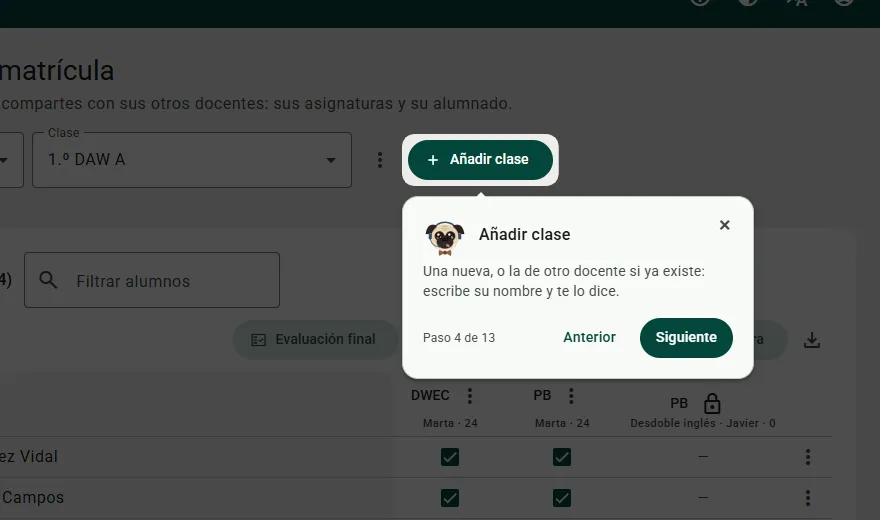 matrícula
compartes con sus otros docentes: sus asignaturas y su alumnado.
Clase
1.º DAW A
+ Añadir clase
Añadir clase
Una nueva, o la de otro docente si ya existe:
escribe su nombre y te lo dice.
Paso 4 de 13
Anterior
Siguiente
4)
Filtrar alumnos
Evaluación final
ra
DWEC
PB
PB
Marta · 24
Marta · 24
Desdoble inglés · Javier · 0
ez Vidal
–
Campos
–